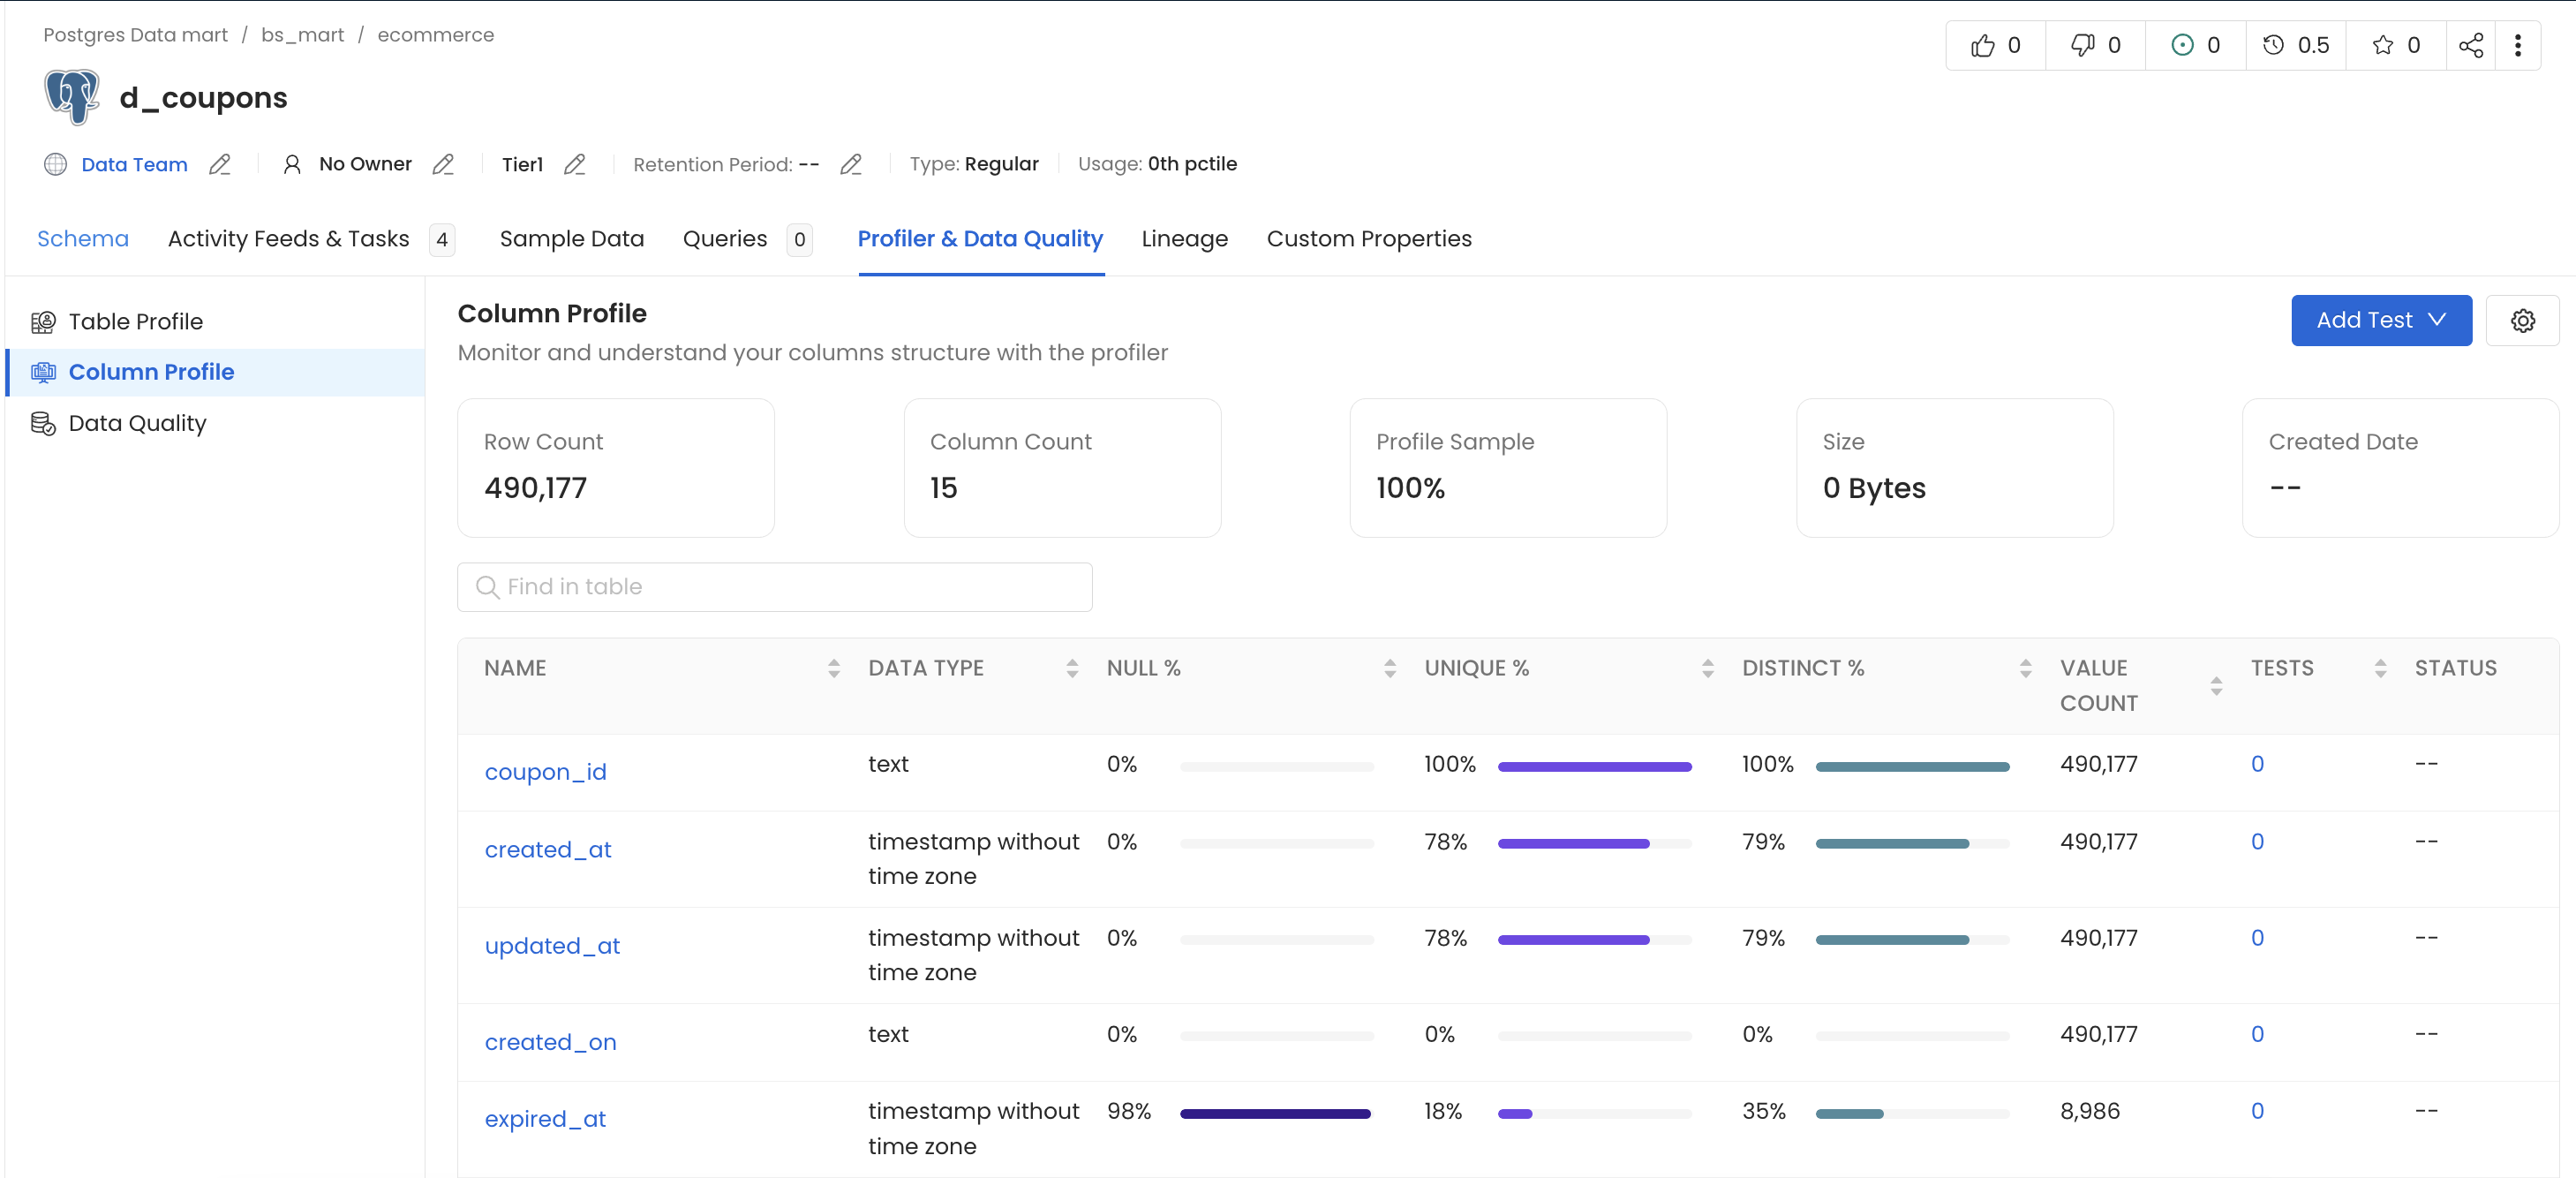 Postgres Data mart / bs_mart / ecommerce
0 0 0 0.5 0
d_coupons
Data Team No Owner Tier1 Retention Period: -- Type: Regular Usage: 0th pctile
Schema Activity Feeds & Tasks 4 Sample Data Queries 0 Profiler & Data Quality Lineage Custom Properties
Table Profile
Column Profile
Data Quality
Column Profile
Monitor and understand your columns structure with the profiler
Add Test
Row Count
490,177
Column Count
15
Profile Sample
100%
Size
0 Bytes
Created Date
--
Find in table
NAME DATA TYPE NULL % UNIQUE % DISTINCT % VALUE COUNT TESTS STATUS
coupon_id text 0% 100% 100% 490,177 0 --
created_at timestamp without time zone 0% 78% 79% 490,177 0 --
updated_at timestamp without time zone 0% 78% 79% 490,177 0 --
created_on text 0% 0% 0% 490,177 0 --
expired_at timestamp without time zone 98% 18% 35% 8,986 0 --